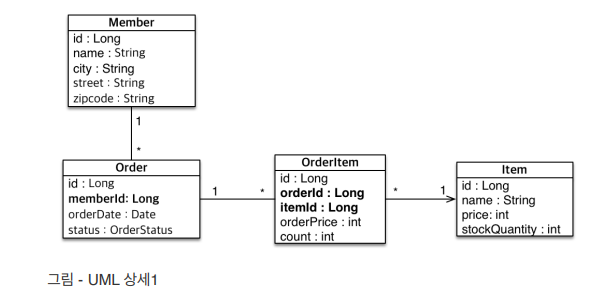 Member
id : Long
name : String
city : String
street : String
zipcode : String
1
*
Order
id : Long
memberId: Long
orderDate : Date
status : OrderStatus
1
*
OrderItem
id : Long
orderId : Long
itemId : Long
orderPrice : int
count : int
*
1
Item
id : Long
name : String
price: int
stockQuantity : int
그림 - UML 상세1